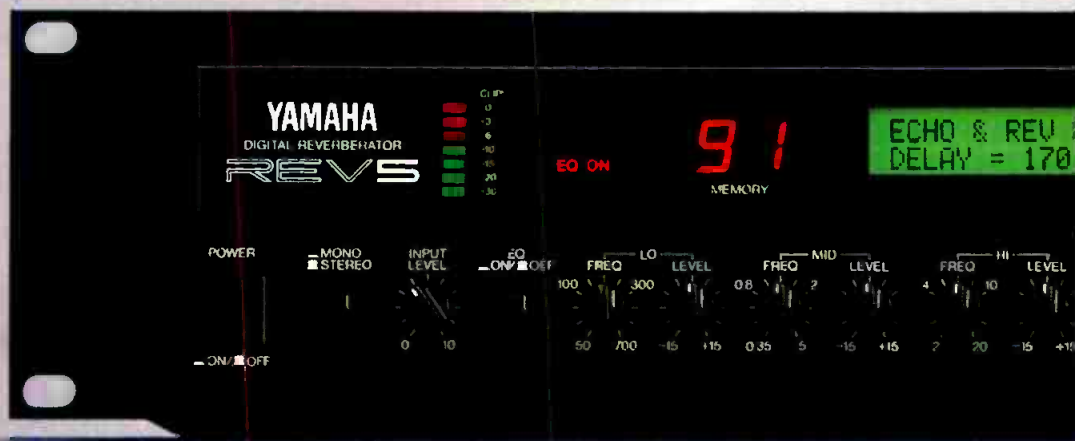 YAMAHA
DIGITAL REVERBERATOR
REV5
CLIP
0
-3
6
-10
-15
20
-30
EQ ON
91
MEMORY
ECHO & REV
DELAY = 170
POWER
ON/OFF
MONO
STEREO
INPUT LEVEL
0 10
EQ
ON/OFF
LO
FREQ LEVEL
100 300
50 700 -15 +15
MID
FREQ LEVEL
0.8 2
0.35 5 -15 +15
HI
FREQ LEVEL
4 10
2 20 -15 +15